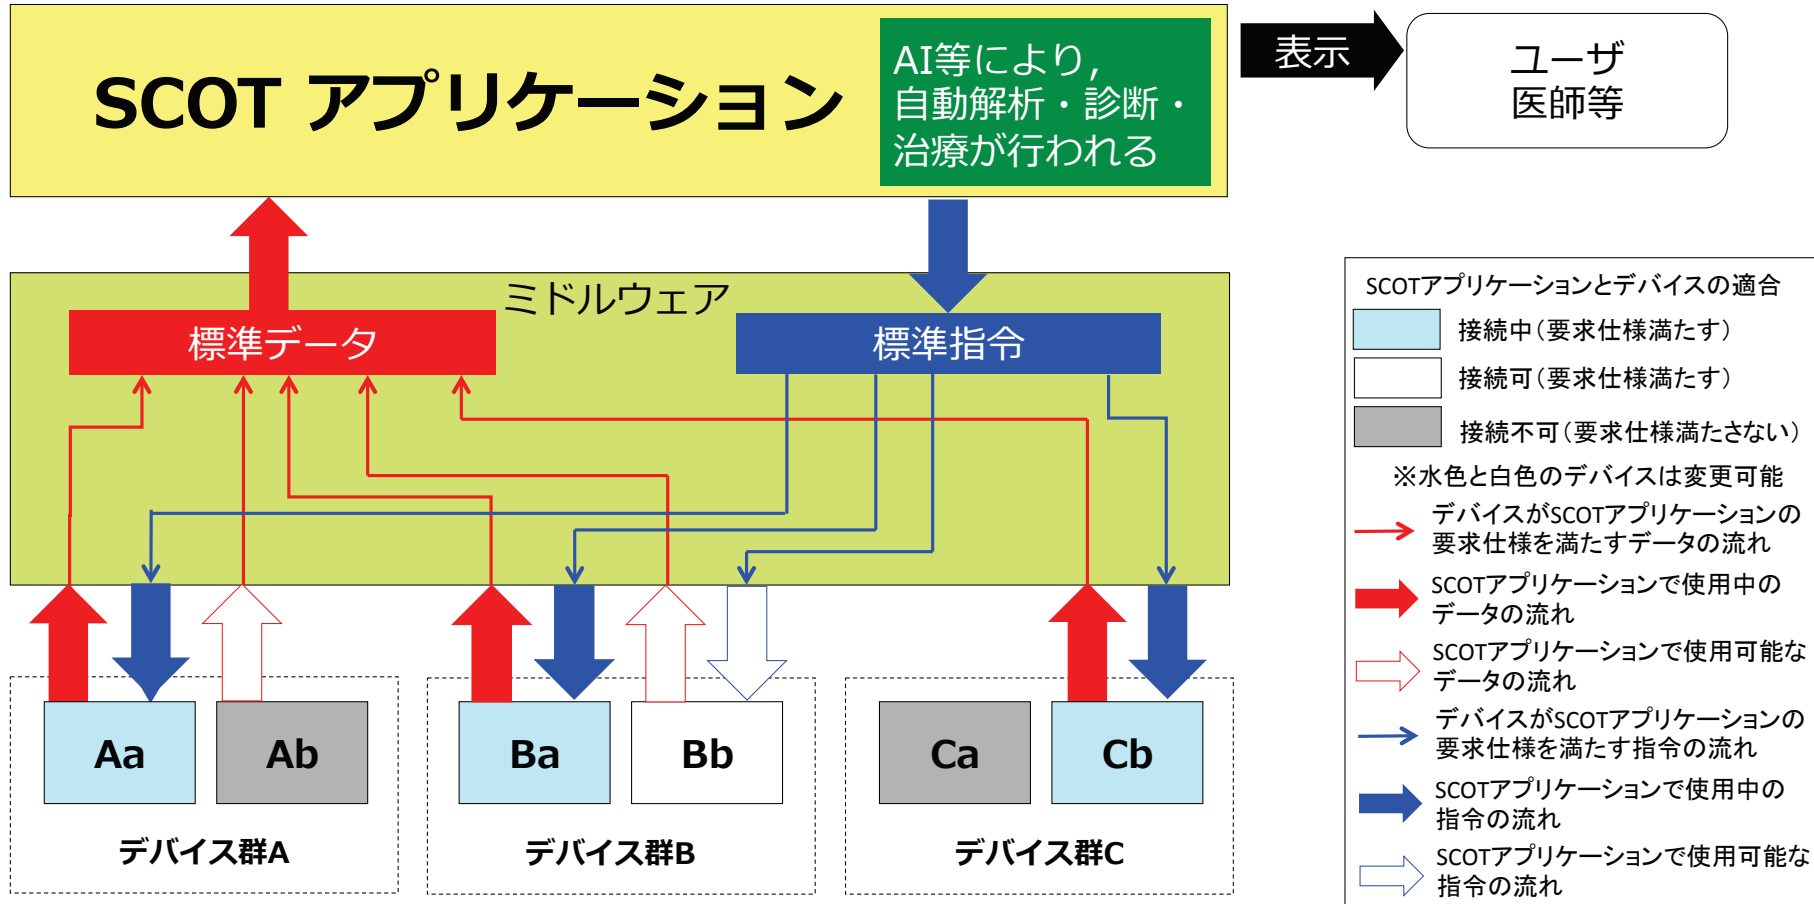 SCOT アプリケーション
AI等により,
自動解析・診断・
治療が行われる
表示
ユーザ
医師等
ミドルウェア
標準データ
標準指令
Aa
Ab
Ba
Bb
Ca
Cb
デバイス群A
デバイス群B
デバイス群C
SCOTアプリケーションとデバイスの適合
接続中(要求仕様満たす)
接続可(要求仕様満たす)
接続不可(要求仕様満たさない)
※水色と白色のデバイスは変更可能
デバイスがSCOTアプリケーションの
要求仕様を満たすデータの流れ
SCOTアプリケーションで使用中の
データの流れ
SCOTアプリケーションで使用可能な
データの流れ
デバイスがSCOTアプリケーションの
要求仕様を満たす指令の流れ
SCOTアプリケーションで使用中の
指令の流れ
SCOTアプリケーションで使用可能な
指令の流れ